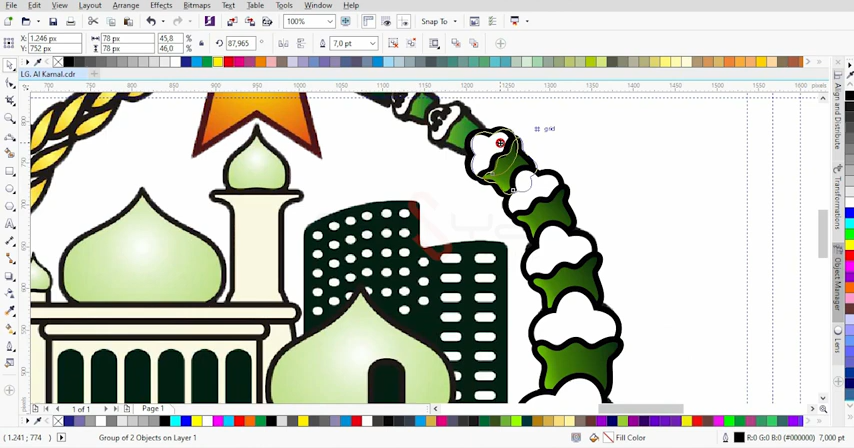 File Edit View Layout Arrange Effects Bitmaps Text Table Tools Window Help
100% Snap To
X: 1.246 px
Y: 752 px
78 px
78 px
45,8 %
46,0 %
87,965 °
7,0 pt
LG. Al Kamal.cdr
700 750 800 850 900 950 1000 1050 1100 1150 1200 1250 1300 1350 1400 1450 1500 1550 1600 pixels
grid
Align and Distribute
Transformations
Object Manager
Lens
1 of 1 Page 1
(1.241 ; 774 ) Group of 2 Objects on Layer 1 Fill Color R:0 G:0 B:0 (#000000) 7,000 pt